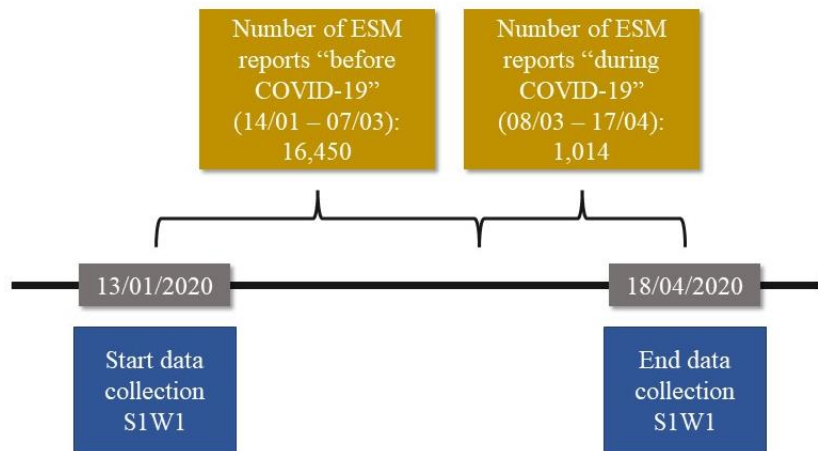 Number of ESM
reports “before
COVID-19”
(14/01 – 07/03):
16,450
Number of ESM
reports “during
COVID-19”
(08/03 – 17/04):
1,014
13/01/2020
18/04/2020
Start data
collection
S1W1
End data
collection
S1W1